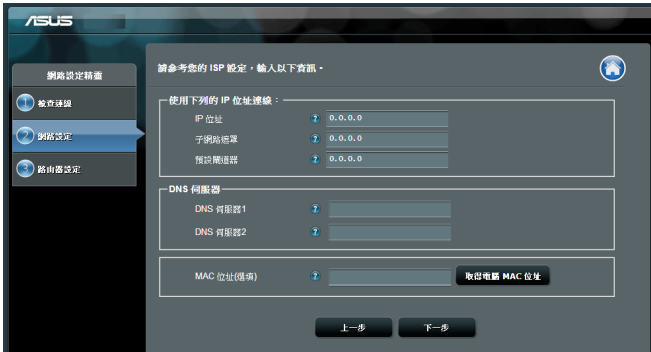 ASUS
網路設定精靈
1 檢查連線
2 網路設定
3 路由器設定
請參考您的 ISP 設定，輸入以下資訊。
使用下列的 IP 位址連線：
IP 位址 ? 0.0.0.0
子網路遮罩 ? 0.0.0.0
預設閘道器 ? 0.0.0.0
DNS 伺服器
DNS 伺服器1 ?
DNS 伺服器2 ?
MAC 位址(選填) ? 取得電腦 MAC 位址
上一步 下一步